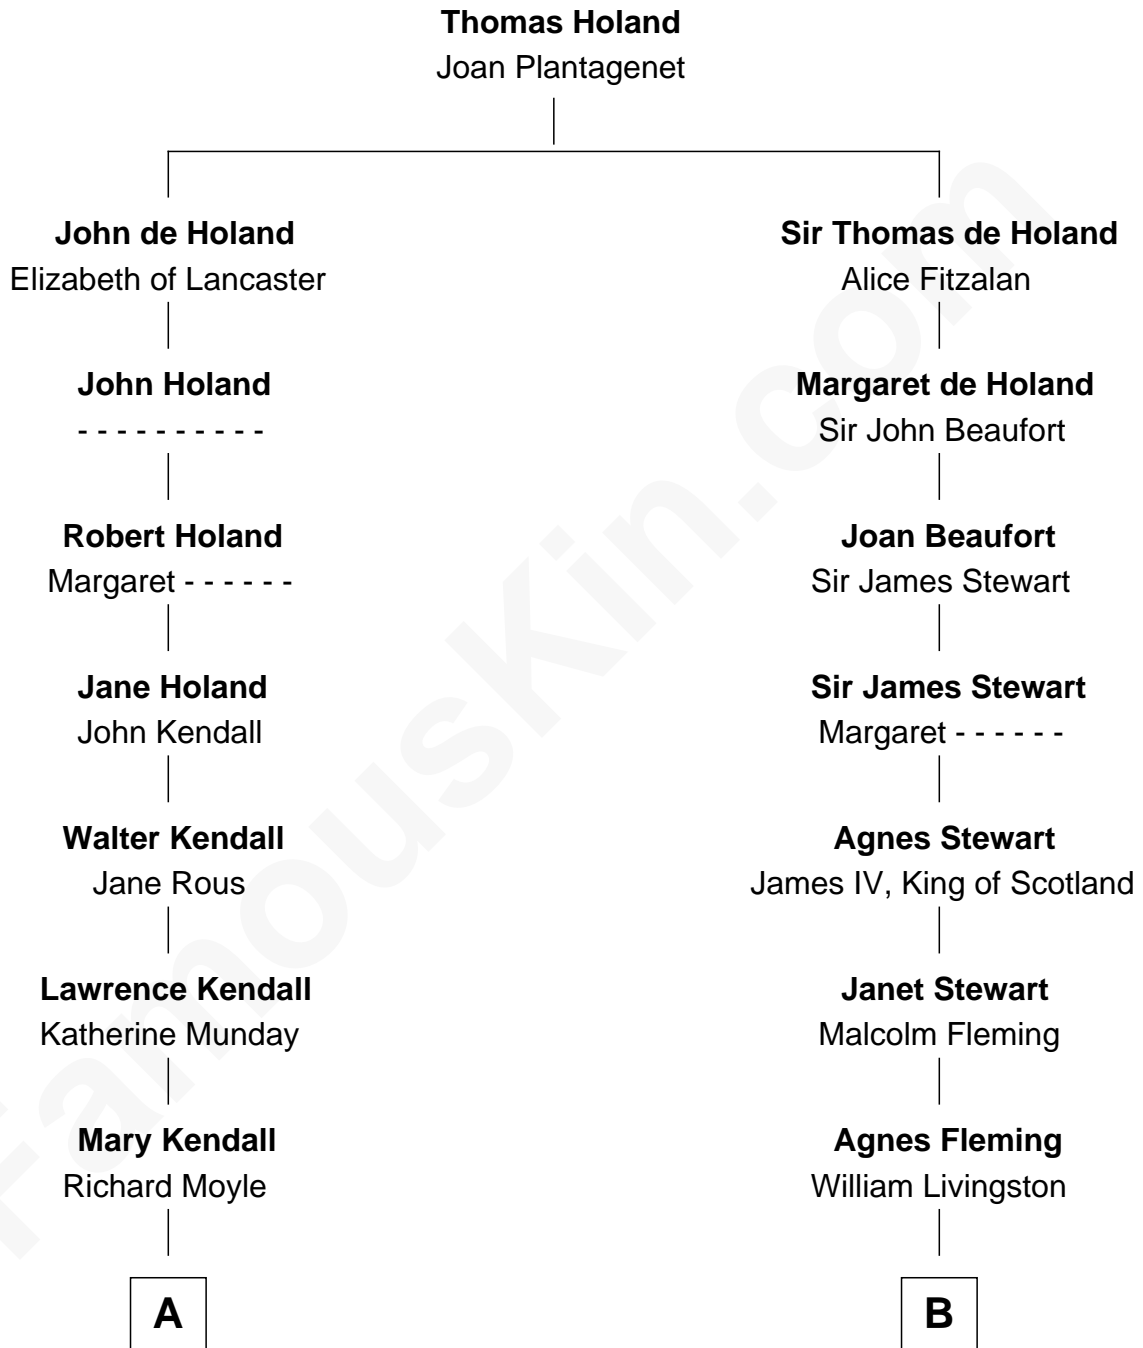 Thomas Holand
Joan Plantagenet
John de Holand
Elizabeth of Lancaster
Sir Thomas de Holand
Alice Fitzalan
John Holand
- - - - - - - - - -
Margaret de Holand
Sir John Beaufort
Robert Holand
Margaret - - - - - -
Joan Beaufort
Sir James Stewart
Jane Holand
John Kendall
Sir James Stewart
Margaret - - - - - -
Walter Kendall
Jane Rous
Agnes Stewart
James IV, King of Scotland
Lawrence Kendall
Katherine Munday
Janet Stewart
Malcolm Fleming
Mary Kendall
Richard Moyle
Agnes Fleming
William Livingston
A
B
FamousKin.com